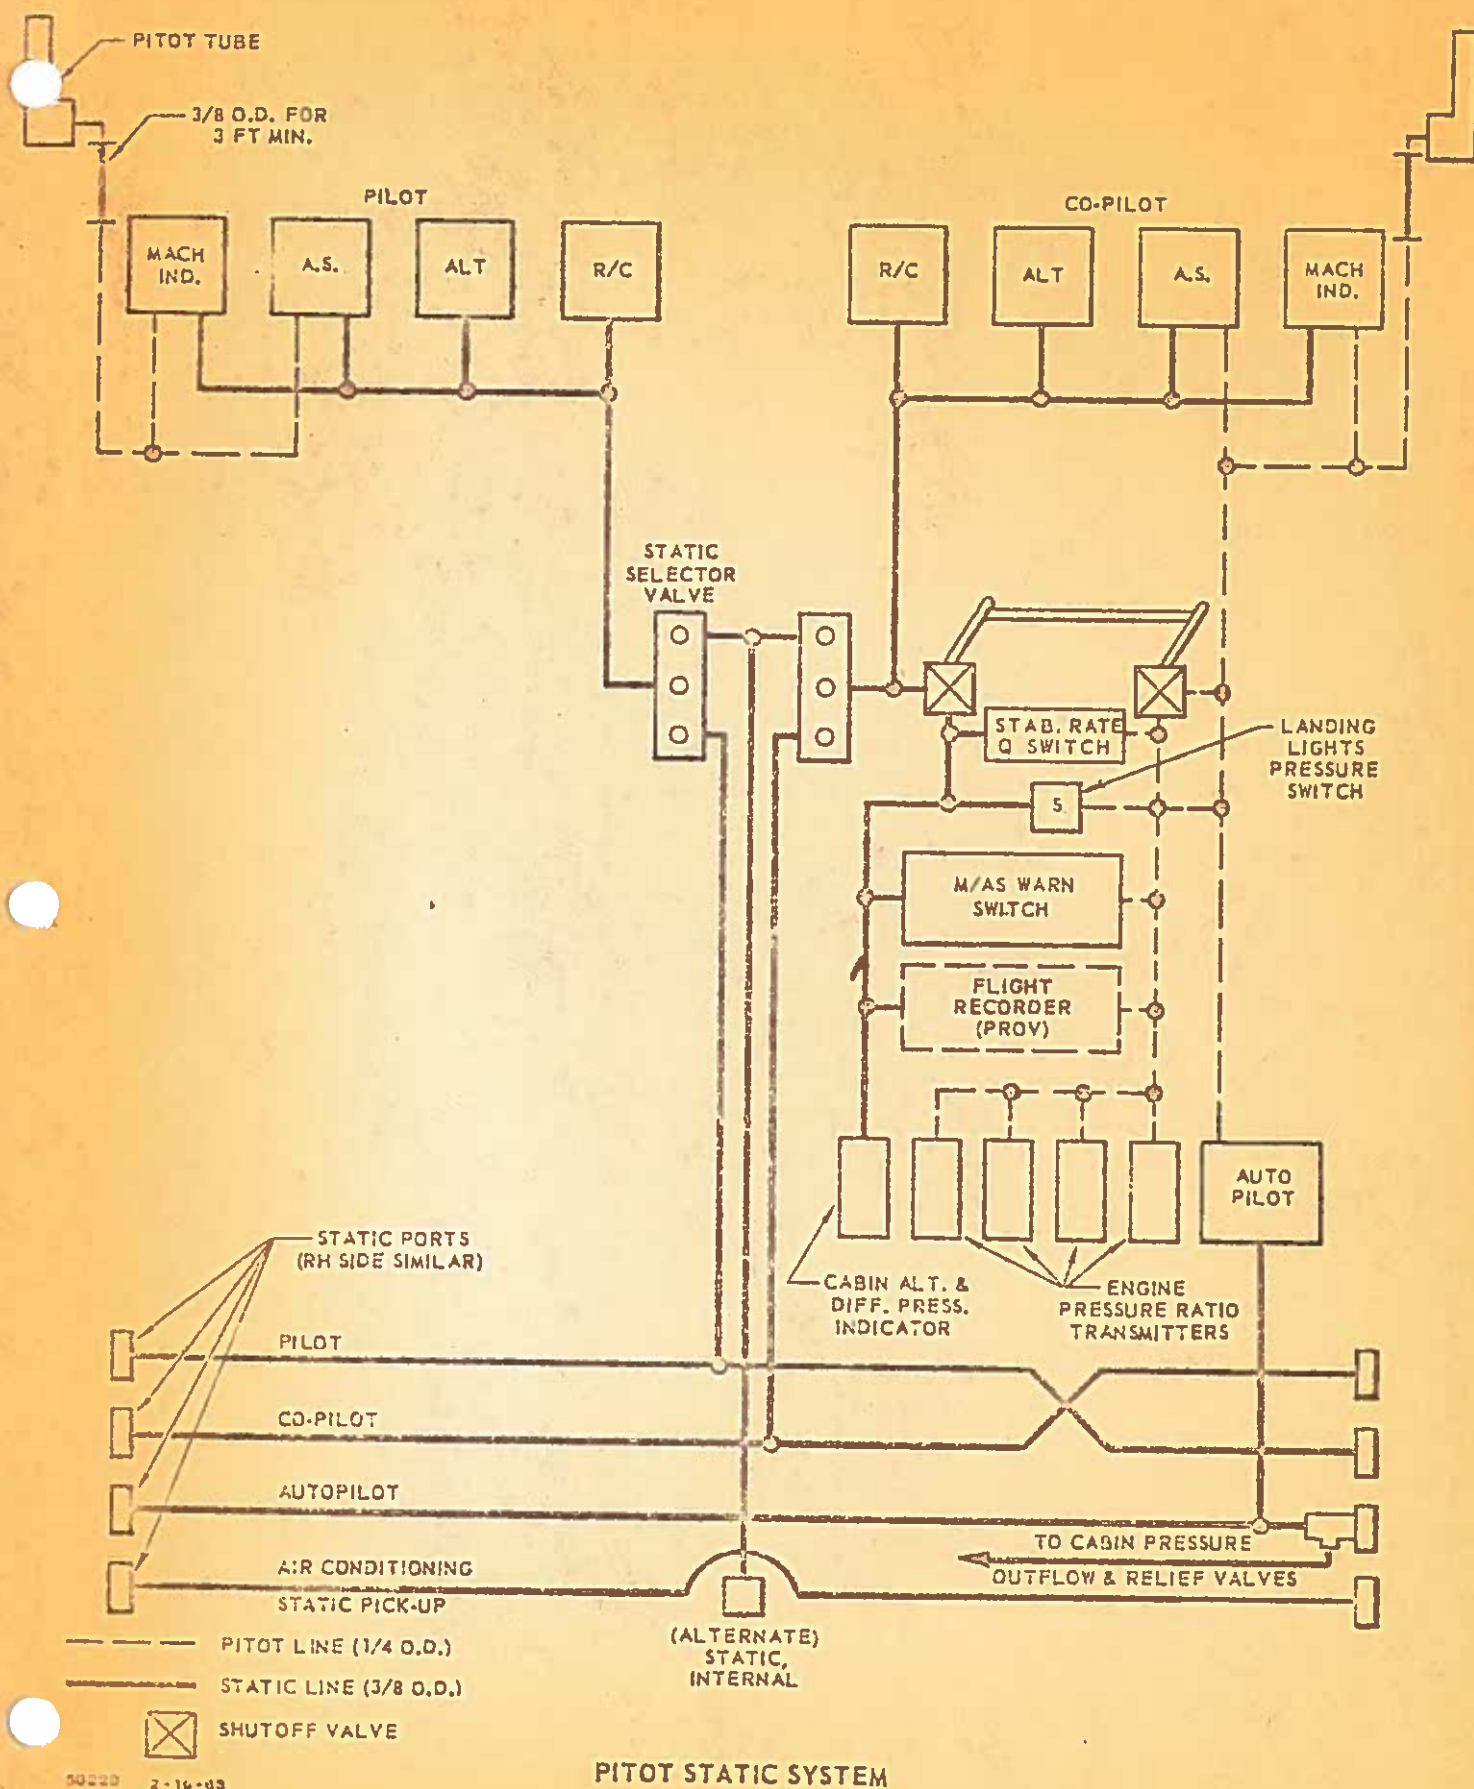 PITOT TUBE
3/8 O.D. FOR
3 FT MIN.
PILOT
CO-PILOT
MACH
IND.
A.S.
ALT
R/C
R/C
ALT
A.S.
MACH
IND.
STATIC
SELECTOR
VALVE
STAB. RATE
Q SWITCH
LANDING
LIGHTS
PRESSURE
SWITCH
S.
M/AS WARN
SWITCH
FLIGHT
RECORDER
(PROV)
AUTO
PILOT
STATIC PORTS
(RH SIDE SIMILAR)
CABIN ALT. &
DIFF. PRESS.
INDICATOR
ENGINE
PRESSURE RATIO
TRANSMITTERS
PILOT
CO-PILOT
AUTOPILOT
TO CABIN PRESSURE
OUTFLOW & RELIEF VALVES
AIR CONDITIONING
STATIC PICK-UP
(ALTERNATE)
STATIC,
INTERNAL
PITOT LINE (1/4 O.D.)
STATIC LINE (3/8 O.D.)
SHUTOFF VALVE
PITOT STATIC SYSTEM